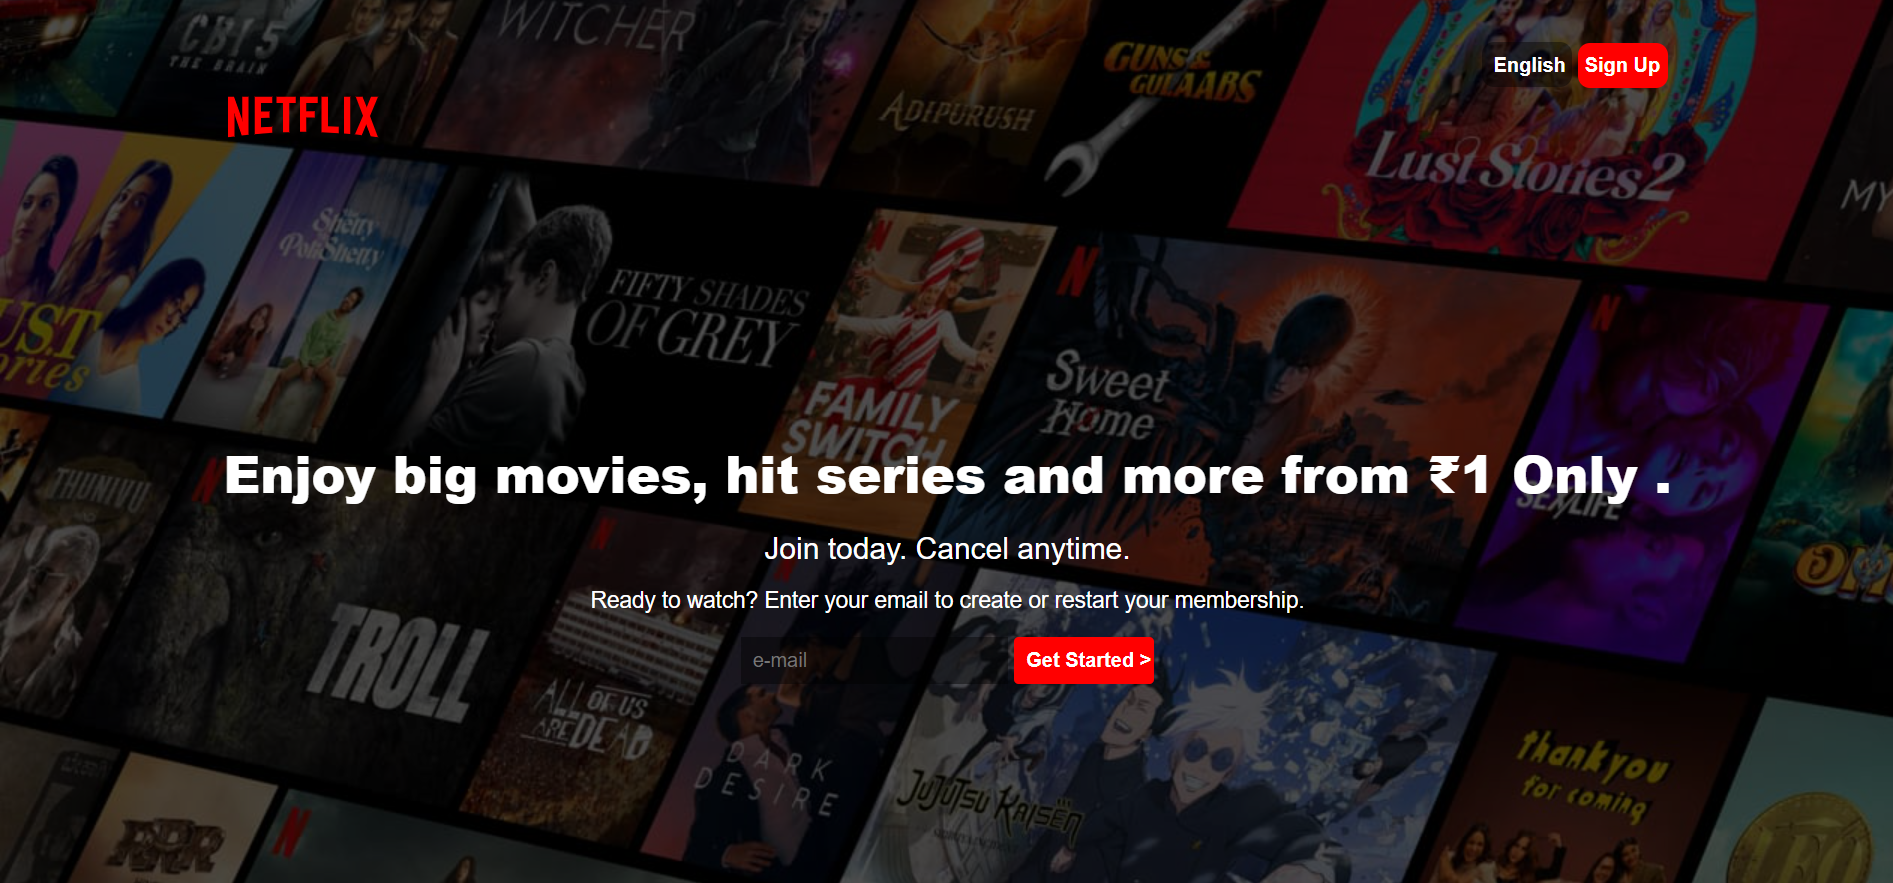 CBI 5
THE BRAIN
WITCHER
ADIPURUSH
GUNS &
GULAABS
English
Sign Up
NETFLIX
Lust Stories 2
MY
UST
ories
The
Shetty
PoliShetty
FIFTY SHADES
OF GREY
N
FAMILY
SWITCH
N
Sweet
Home
N
THUNIVU
N
Enjoy big movies, hit series and more from ₹1 Only .
SEX/LIFE
Join today. Cancel anytime.
Ready to watch? Enter your email to create or restart your membership.
e-mail
Get Started >
TROLL
N
ALL OF US
ARE DEAD
DARK
DESIRE
JUJUTSU KAISEN
thank you
for coming
RRR
N